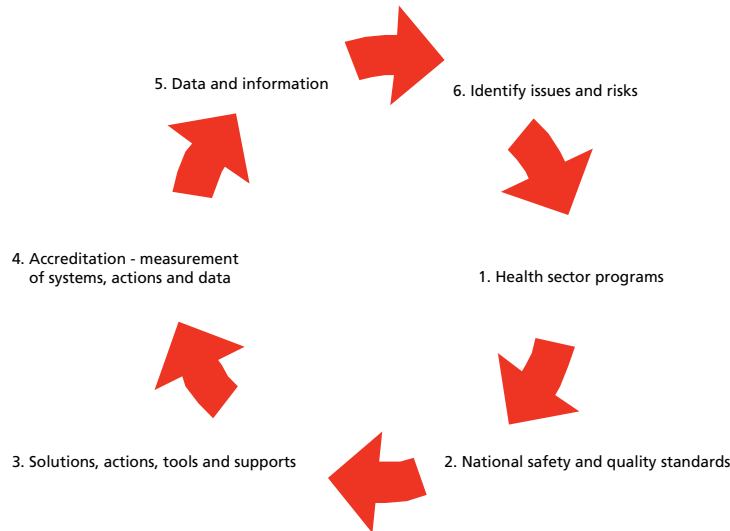 5. Data and information
6. Identify issues and risks
4. Accreditation - measurement
of systems, actions and data
1. Health sector programs
3. Solutions, actions, tools and supports
2. National safety and quality standards